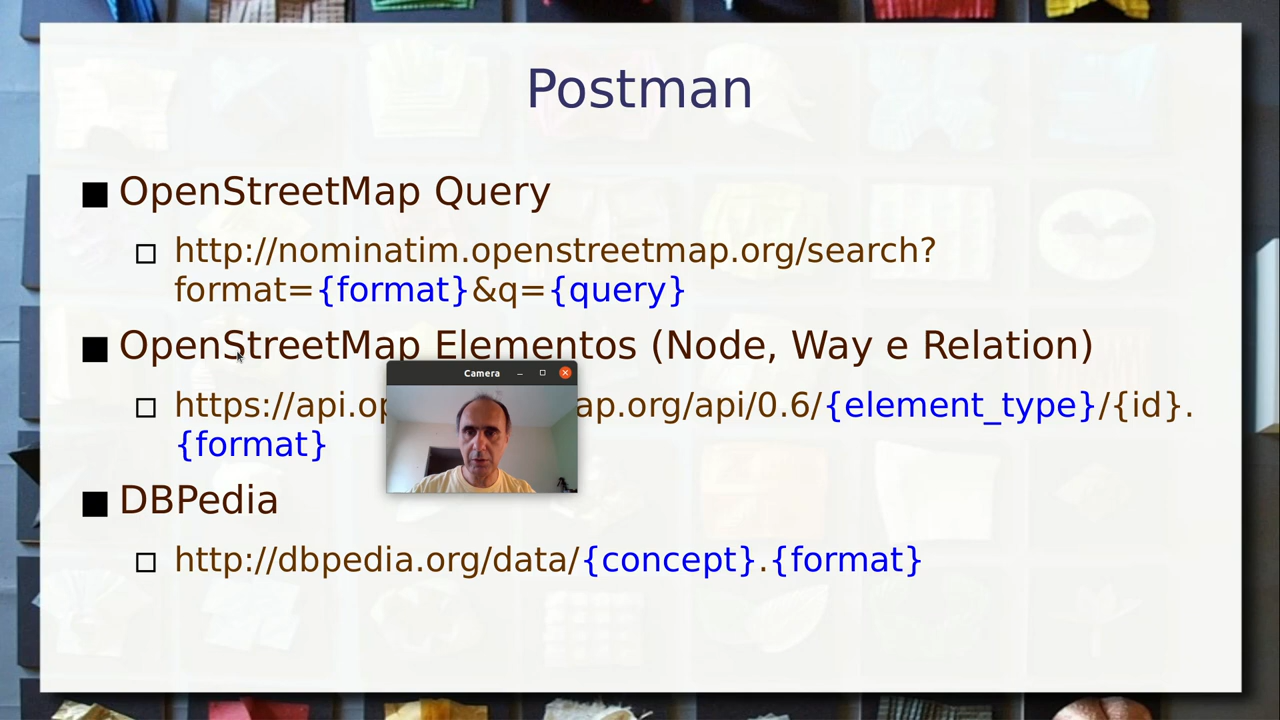 Postman
OpenStreetMap Query
http://nominatim.openstreetmap.org/search?
format={format}&q={query}
OpenStreetMap Elementos (Node, Way e Relation)
Camera
https://api.op ap.org/api/0.6/{element_type}/{id}.
{format}
DBPedia
http://dbpedia.org/data/{concept}.{format}